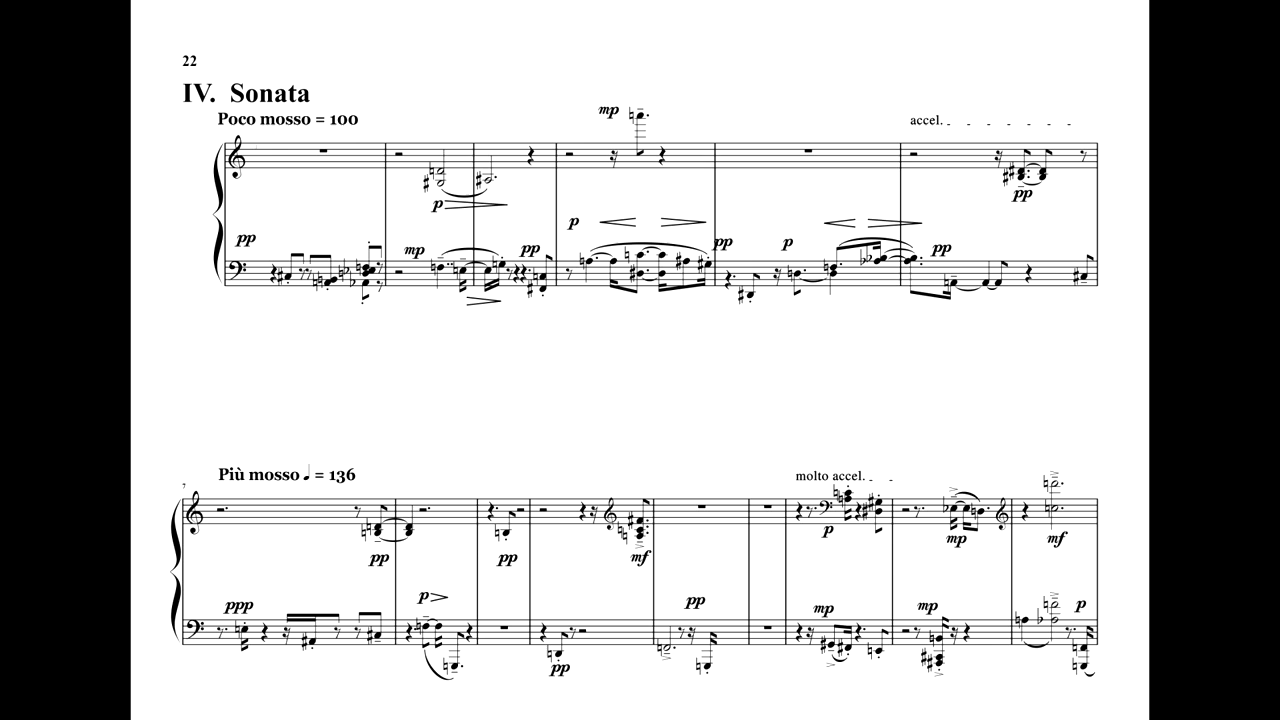 22
IV. Sonata
Poco mosso = 100
mp
accel.
p
pp
p
pp
mp
pp
pp
p
pp
7
Più mosso ♩ = 136
molto accel.
pp
pp
mf
p
mp
mf
ppp
p
pp
pp
mp
mp
p